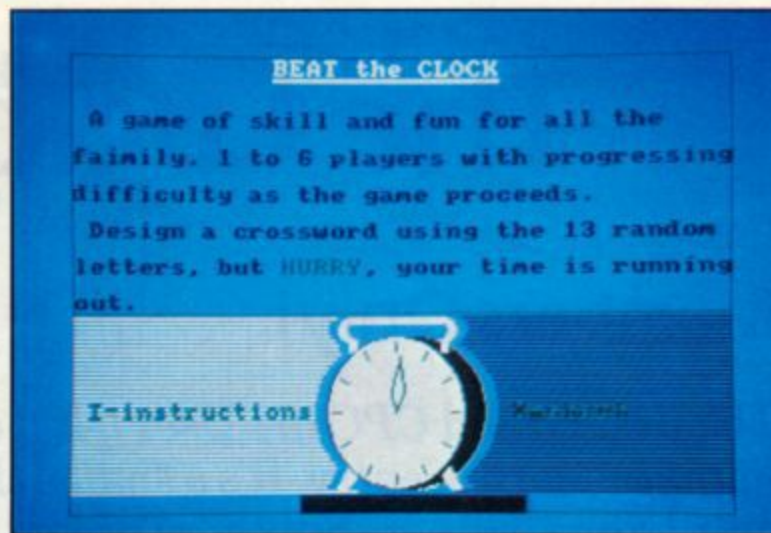 BEAT the CLOCK
A game of skill and fun for all the
faimily. 1 to 6 players with progressing
difficulty as the game proceeds.
Design a crossword using the 13 random
letters, but HURRY, your time is running
out.
I-instructions